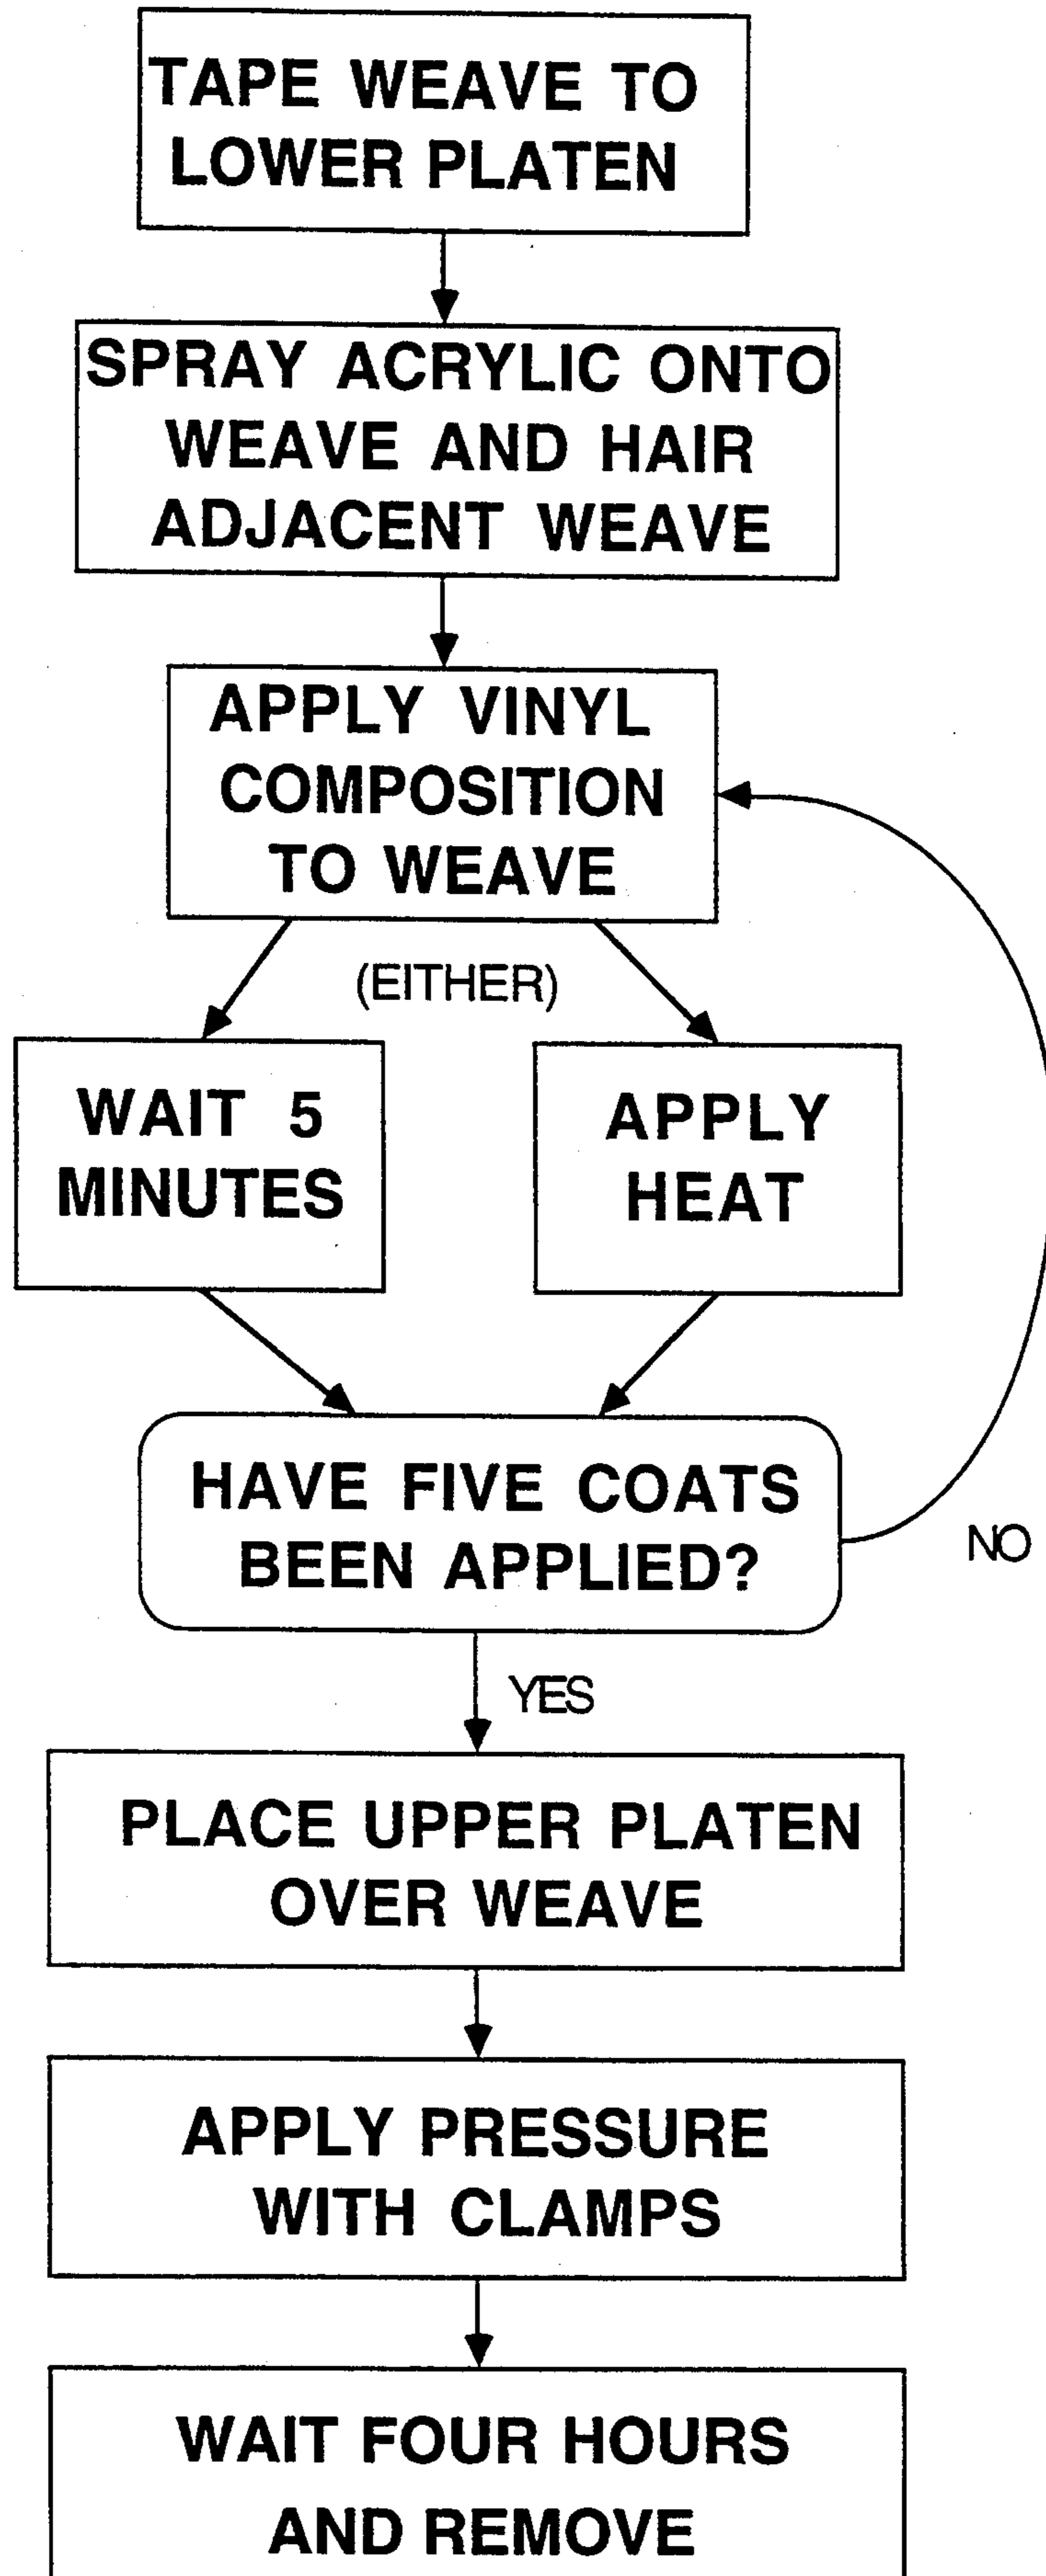 TAPE WEAVE TO
LOWER PLATEN
SPRAY ACRYLIC ONTO
WEAVE AND HAIR
ADJACENT WEAVE
APPLY VINYL
COMPOSITION
TO WEAVE
(EITHER)
WAIT 5
MINUTES
APPLY
HEAT
HAVE FIVE COATS
BEEN APPLIED?
NO
YES
PLACE UPPER PLATEN
OVER WEAVE
APPLY PRESSURE
WITH CLAMPS
WAIT FOUR HOURS
AND REMOVE